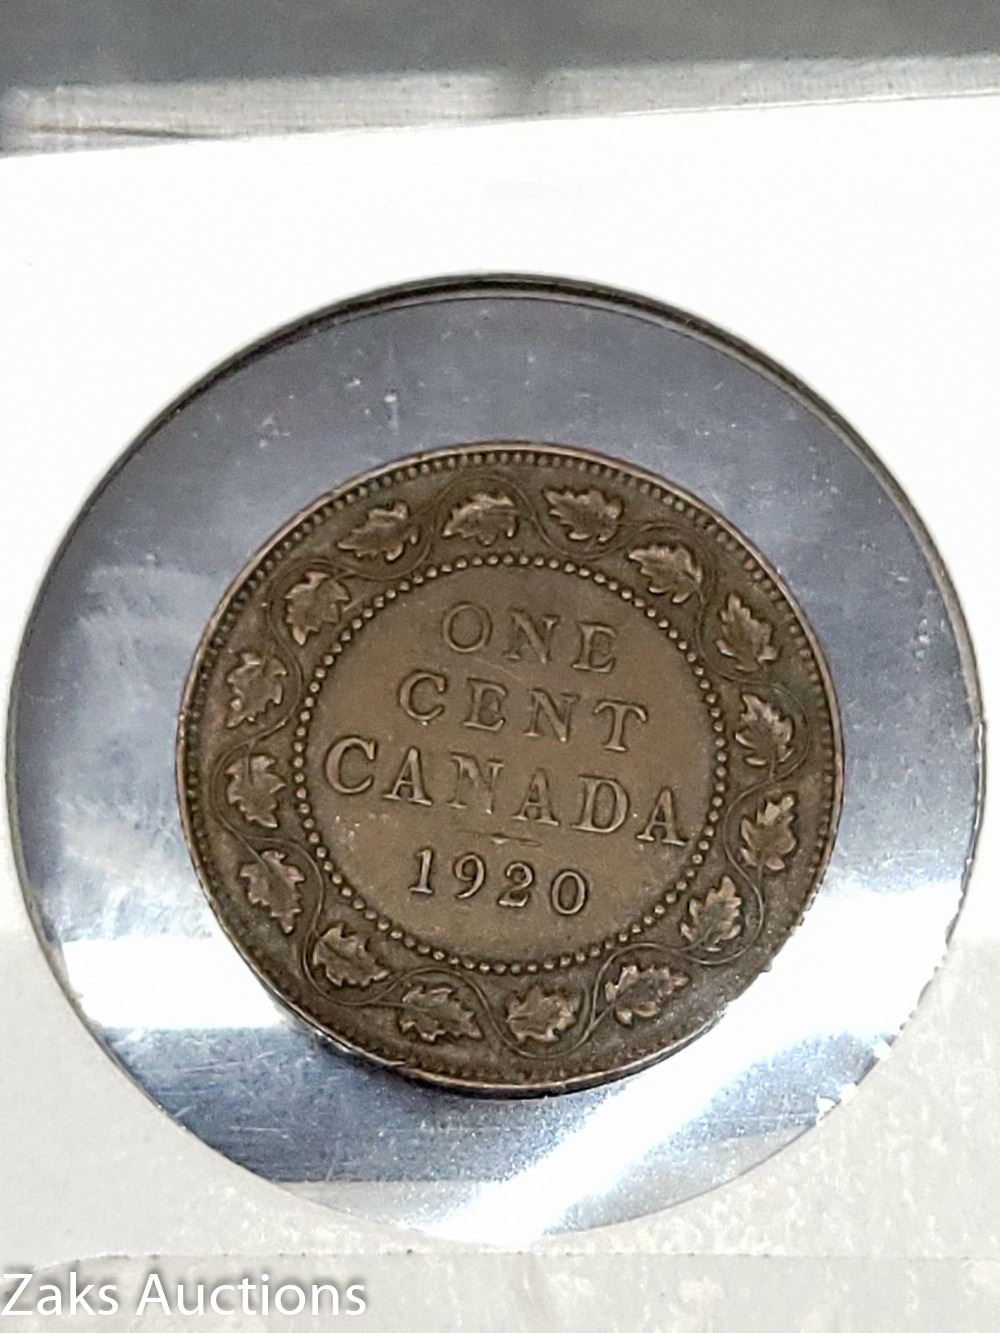 ONE
CENT
CANADA
1920
Zaks Auctions